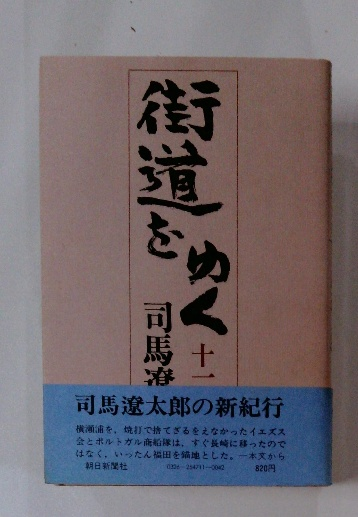 街道を
ゆく
十一
司馬遼
司馬遼太郎の新紀行
横瀬浦を、焼打で捨てざるをえなかったイエズス
会とポルトガル商船隊は、すぐ長崎に移ったので
はなく、いったん福田を錨地とした。—本文から
朝日新聞社
0326-254791-0042
820円